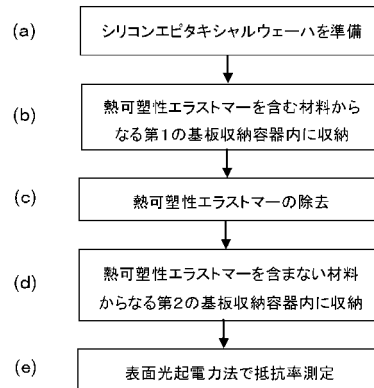 (a) シリコンエピタキシャルウェーハを準備
(b) 熱可塑性エラストマーを含む材料から
なる第1の基板収納容器内に収納
(c) 熱可塑性エラストマーの除去
(d) 熱可塑性エラストマーを含まない材料
からなる第2の基板収納容器内に収納
(e) 表面光起電力法で抵抗率測定